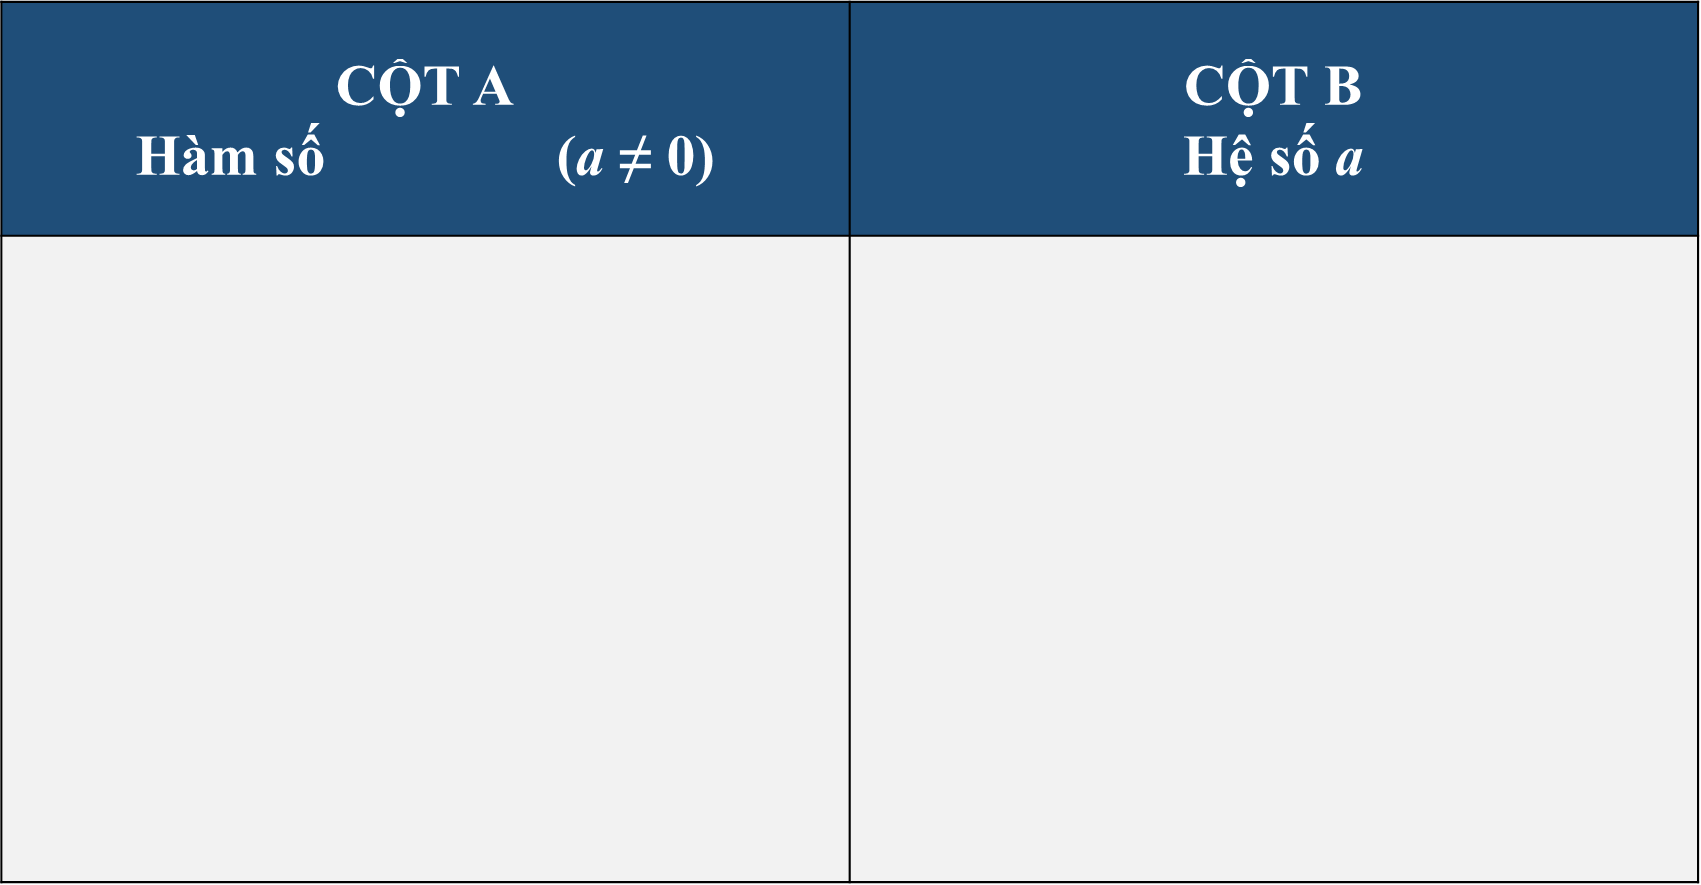 CỘT A
Hàm số (a ≠ 0)
CỘT B
Hệ số a